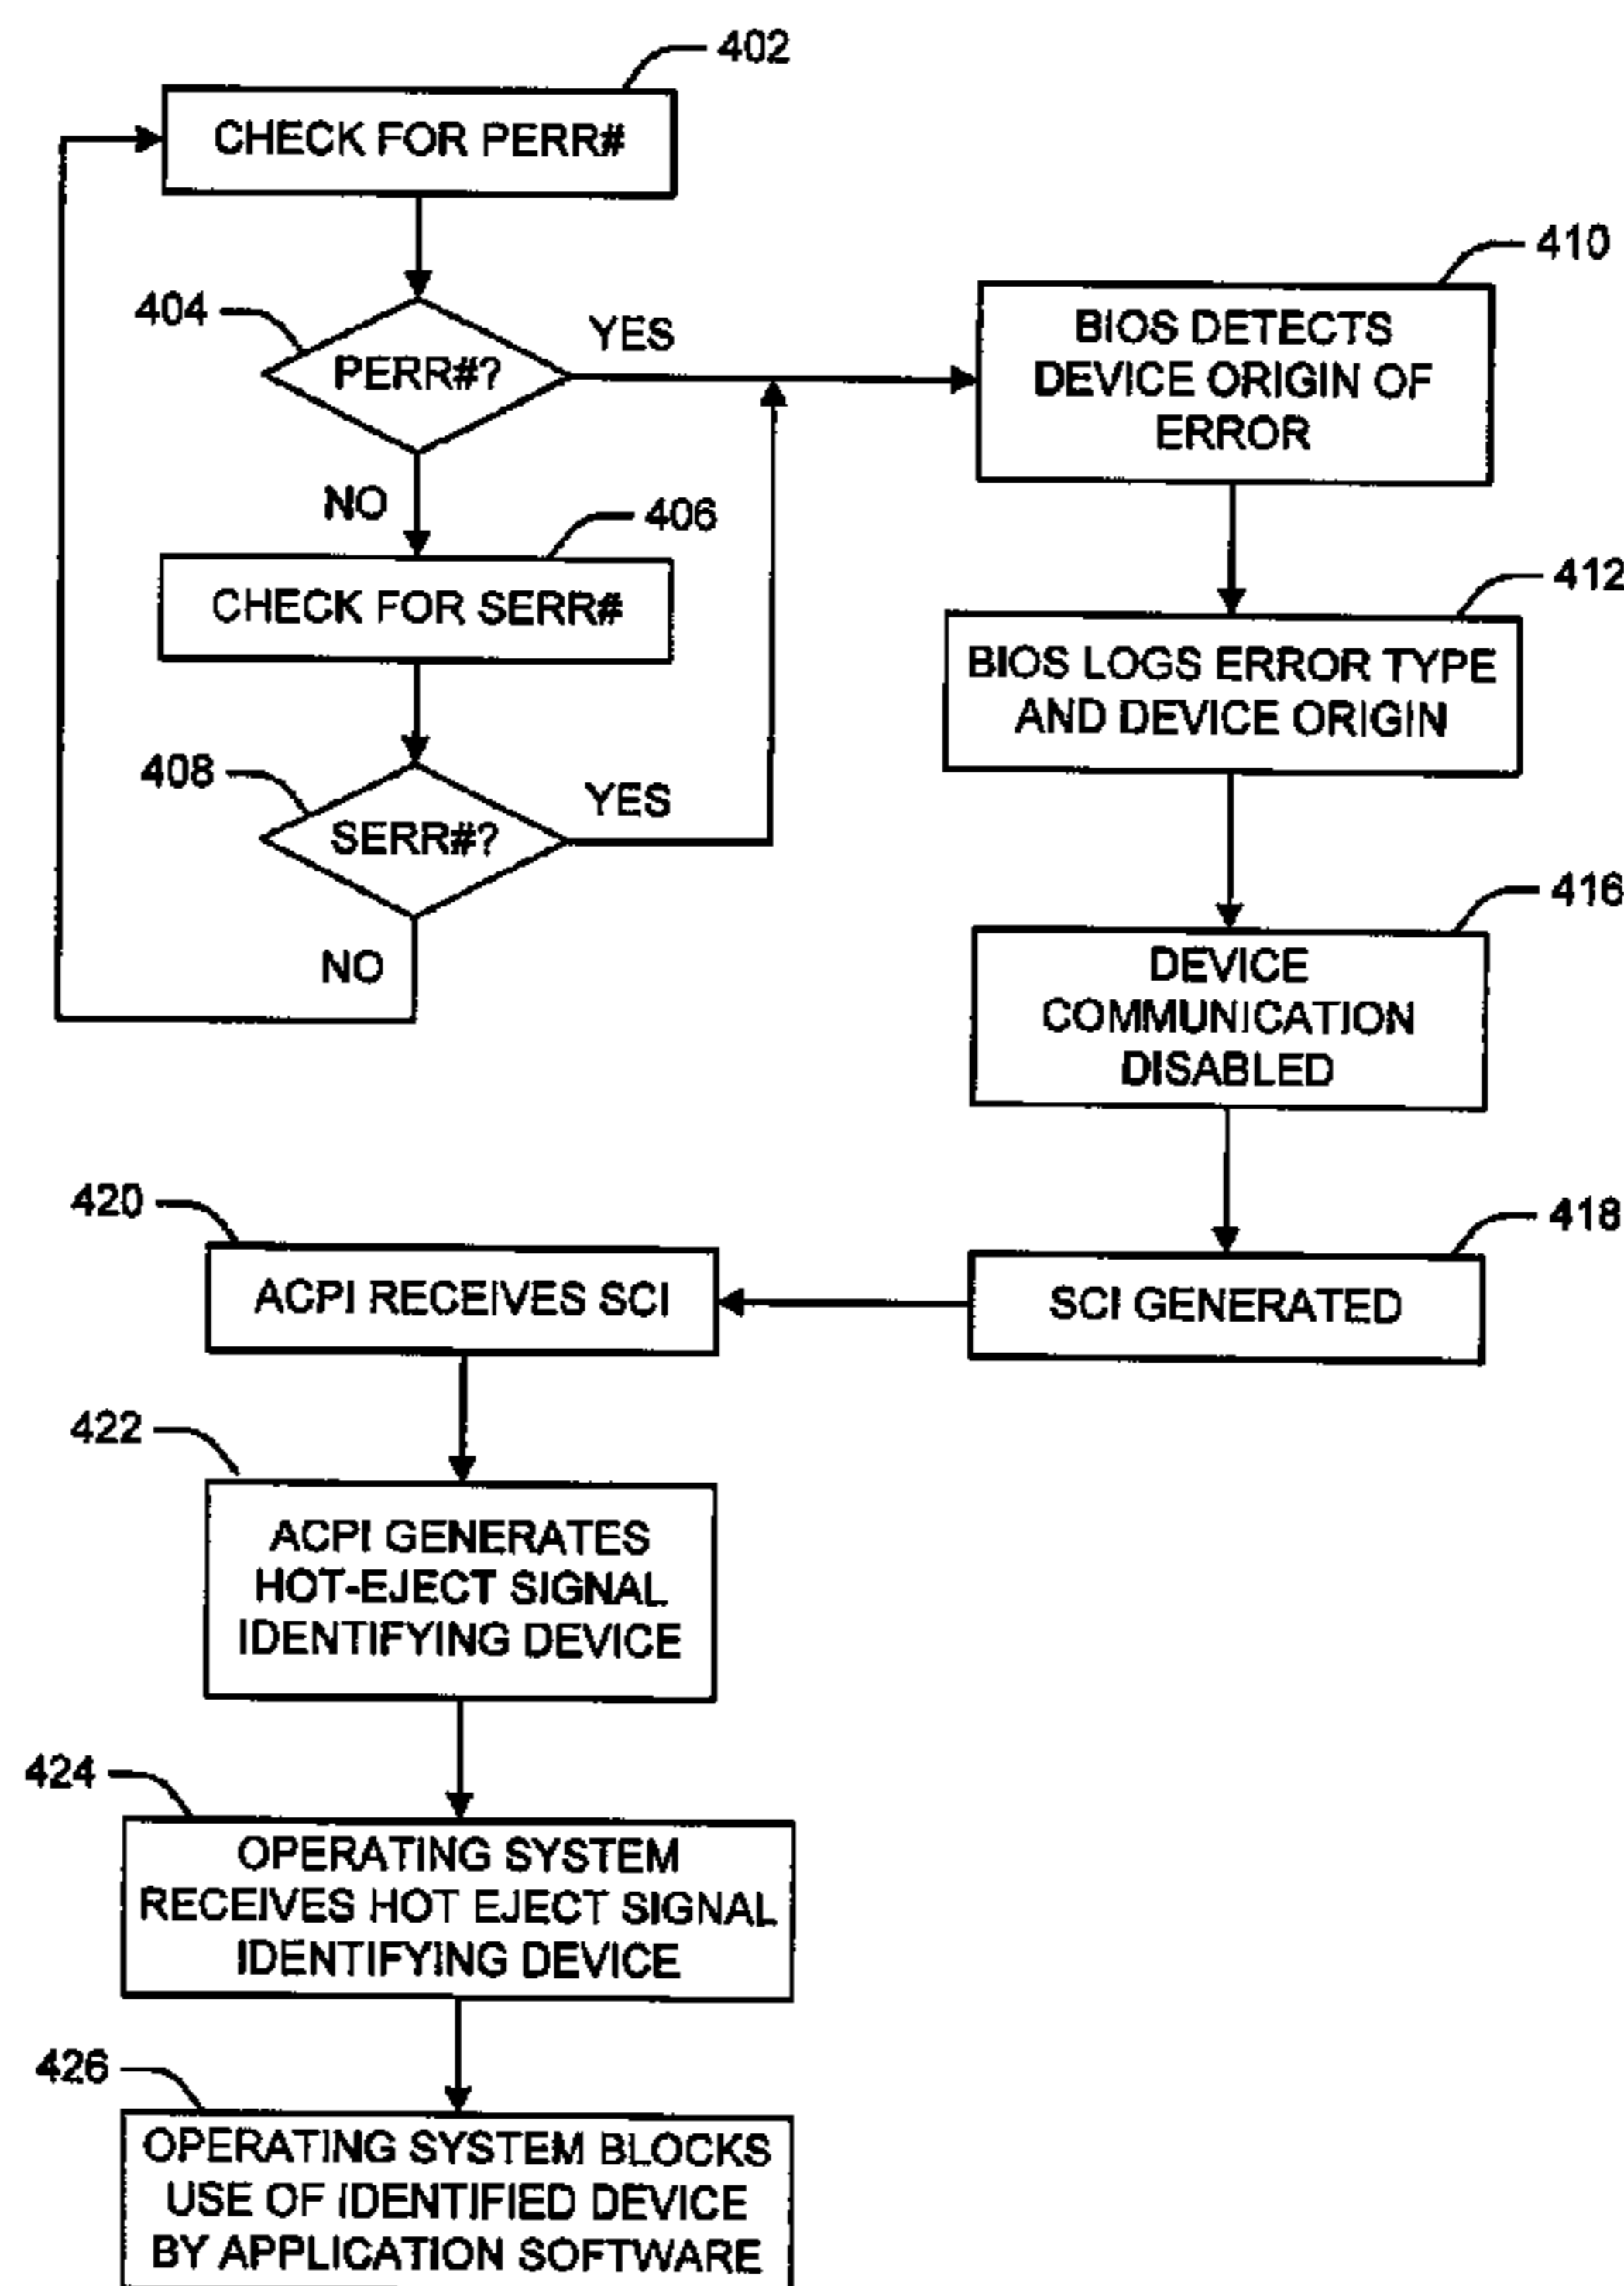 402
CHECK FOR PERR#
404
PERR#?
YES
NO
406
CHECK FOR SERR#
408
SERR#?
YES
NO
410
BIOS DETECTS
DEVICE ORIGIN OF
ERROR
412
BIOS LOGS ERROR TYPE
AND DEVICE ORIGIN
416
DEVICE
COMMUNICATION
DISABLED
418
SCI GENERATED
420
ACPI RECEIVES SCI
422
ACPI GENERATES
HOT-EJECT SIGNAL
IDENTIFYING DEVICE
424
OPERATING SYSTEM
RECEIVES HOT EJECT SIGNAL
IDENTIFYING DEVICE
426
OPERATING SYSTEM BLOCKS
USE OF IDENTIFIED DEVICE
BY APPLICATION SOFTWARE